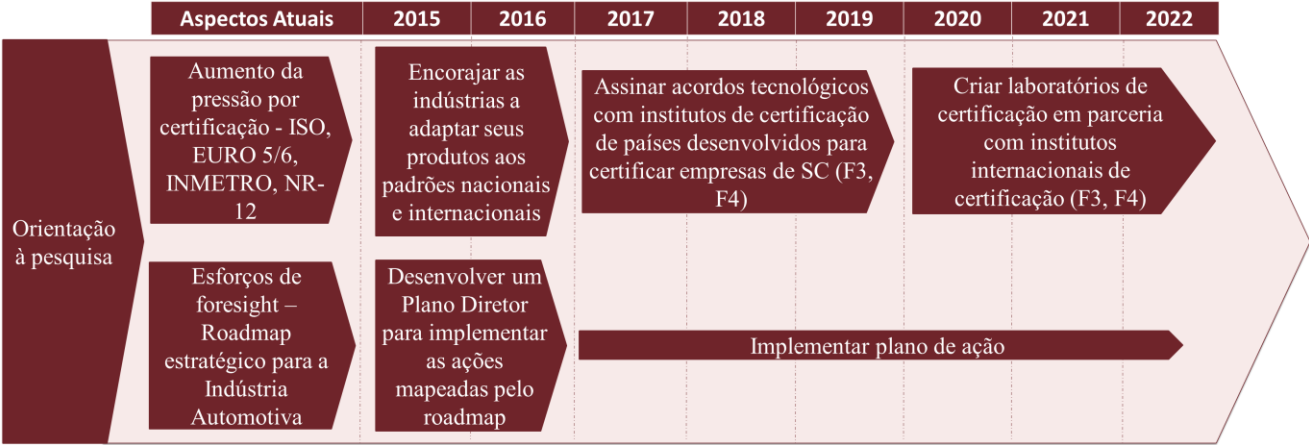 Aspectos Atuais 2015 2016 2017 2018 2019 2020 2021 2022
Orientação
à pesquisa
Aumento da
pressão por
certificação - ISO,
EURO 5/6,
INMETRO, NR-
12
Encorajar as
indústrias a
adaptar seus
produtos aos
padrões nacionais
e internacionais
Assinar acordos tecnológicos
com institutos de certificação
de países desenvolvidos para
certificar empresas de SC (F3,
F4)
Criar laboratórios de
certificação em parceria
com institutos
internacionais de
certificação (F3, F4)
Esforços de
foresight –
Roadmap
estratégico para a
Indústria
Automotiva
Desenvolver um
Plano Diretor
para implementar
as ações
mapeadas pelo
roadmap
Implementar plano de ação